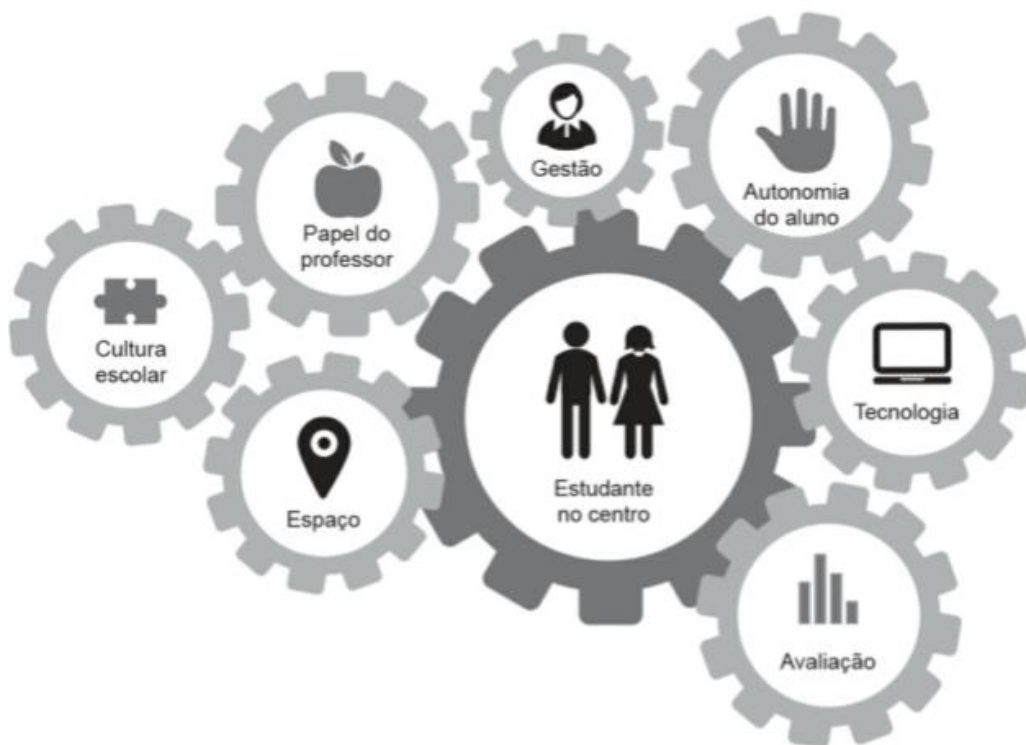 Gestão
Autonomia
do aluno
Papel do
professor
Cultura
escolar
Tecnologia
Estudante
no centro
Espaço
Avaliação